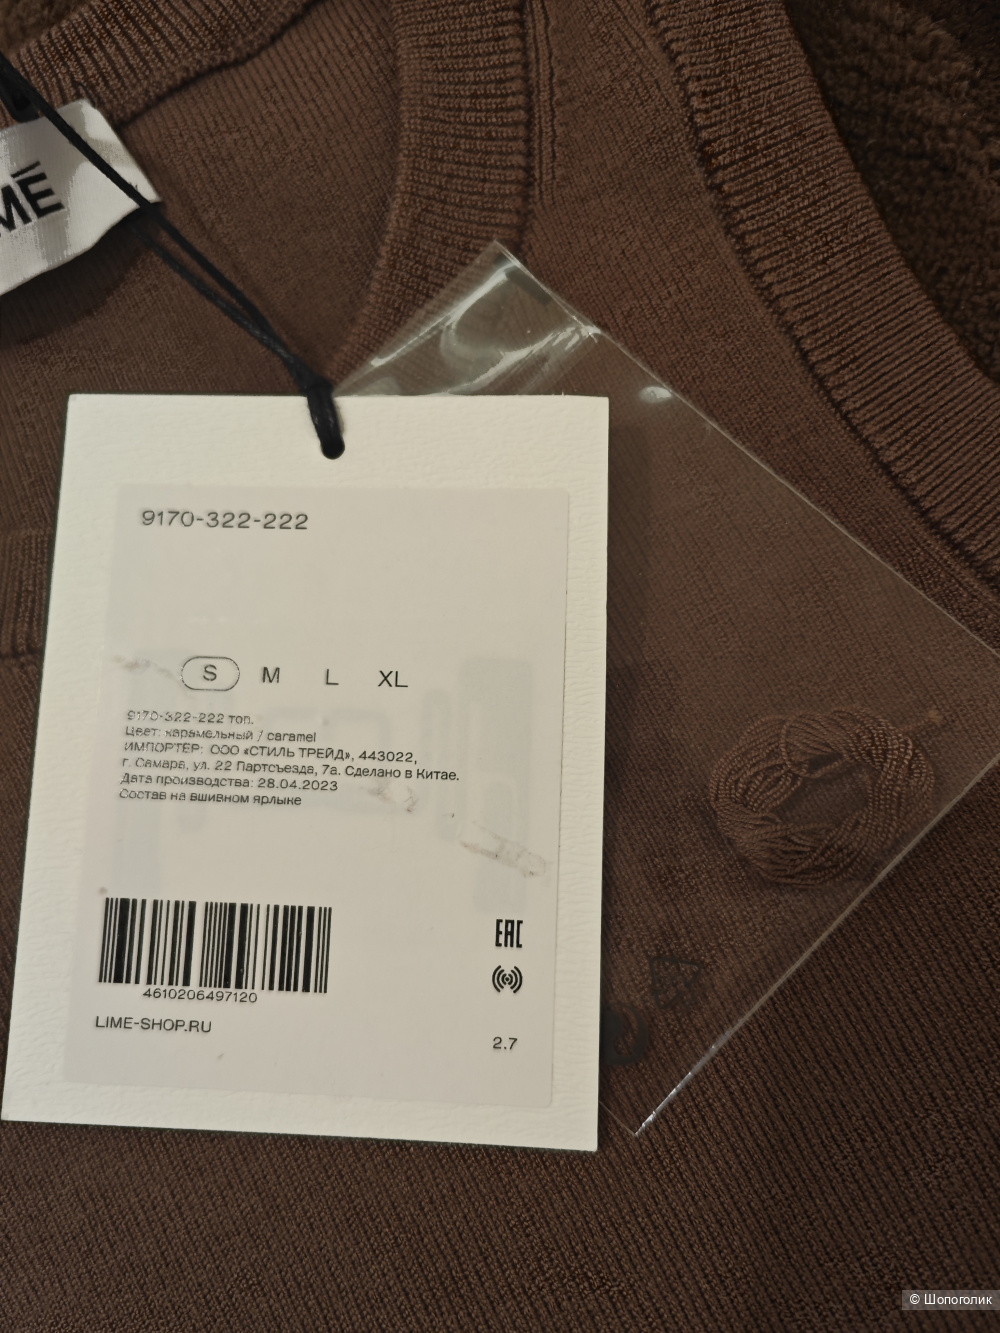 MÉ
9170-322-222
S M L XL
9170-322-222 топ.
Цвет: карамельный / caramel
ИМПОРТЕР: ООО «СТИЛЬ ТРЕЙД», 443022,
г. Самара, ул. 22 Партсъезда, 7а. Сделано в Китае.
Дата производства: 28.04.2023
Состав на вшивном ярлыке
4610206497120
EAC
LIME-SHOP.RU
2.7
© Шопоголик